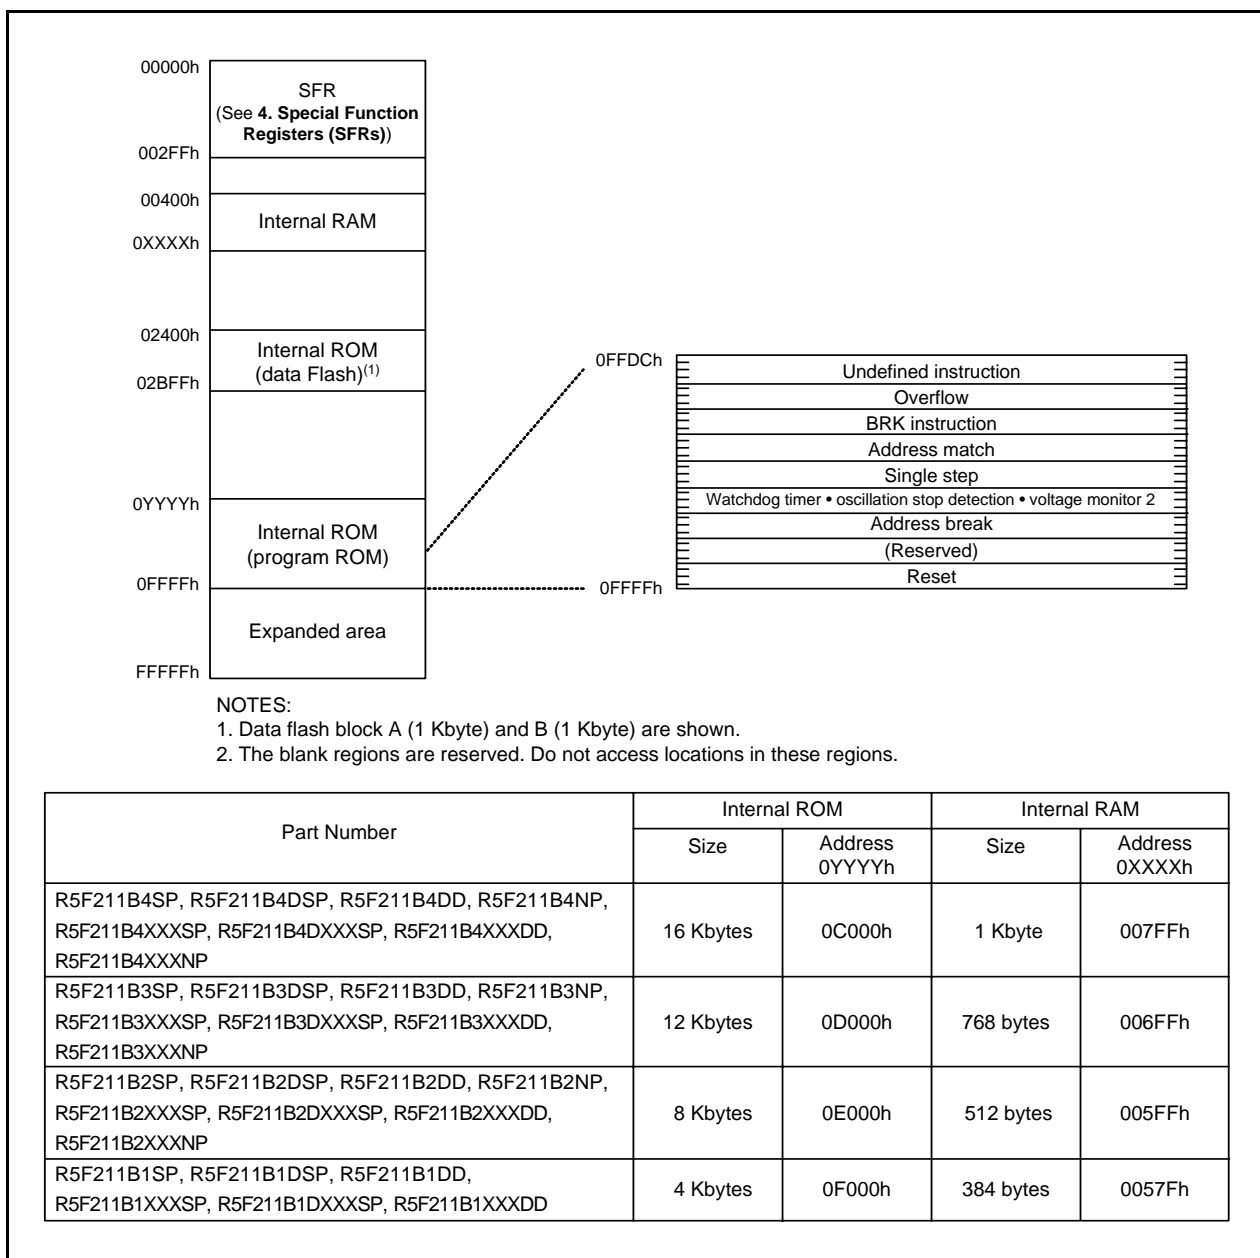 00000h
SFR
(See 4. Special Function
Registers (SFRs))
002FFh
00400h
Internal RAM
0XXXXh
02400h
Internal ROM
(data Flash)(1)
02BFFh
0YYYYh
Internal ROM
(program ROM)
0FFFFh
Expanded area
FFFFFh
0FFDCh
Undefined instruction
Overflow
BRK instruction
Address match
Single step
Watchdog timer • oscillation stop detection • voltage monitor 2
Address break
(Reserved)
Reset
0FFFFh
NOTES:
1. Data flash block A (1 Kbyte) and B (1 Kbyte) are shown.
2. The blank regions are reserved. Do not access locations in these regions.
Part Number
Internal ROM
Internal RAM
Size
Address
0YYYYh
Size
Address
0XXXXh
R5F211B4SP, R5F211B4DSP, R5F211B4DD, R5F211B4NP,
R5F211B4XXXSP, R5F211B4DXXXSP, R5F211B4XXXDD,
R5F211B4XXXNP
16 Kbytes
0C000h
1 Kbyte
007FFh
R5F211B3SP, R5F211B3DSP, R5F211B3DD, R5F211B3NP,
R5F211B3XXXSP, R5F211B3DXXXSP, R5F211B3XXXDD,
R5F211B3XXXNP
12 Kbytes
0D000h
768 bytes
006FFh
R5F211B2SP, R5F211B2DSP, R5F211B2DD, R5F211B2NP,
R5F211B2XXXSP, R5F211B2DXXXSP, R5F211B2XXXDD,
R5F211B2XXXNP
8 Kbytes
0E000h
512 bytes
005FFh
R5F211B1SP, R5F211B1DSP, R5F211B1DD,
R5F211B1XXXSP, R5F211B1DXXXSP, R5F211B1XXXDD
4 Kbytes
0F000h
384 bytes
0057Fh